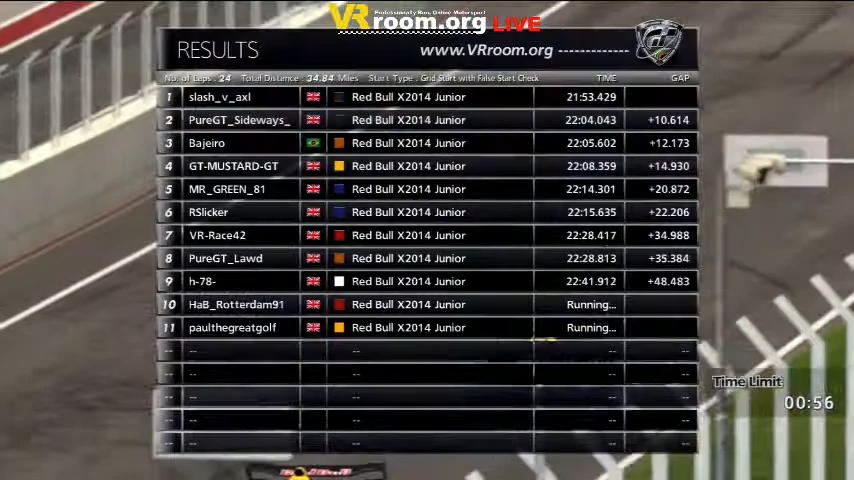 Professionally Run, Online Motorsport
VRroom.org LIVE
RESULTS
www.VRroom.org -------------
GT
No. of Laps : 24 Total Distance : 34.84 Miles Start Type : Grid Start with False Start Check TIME GAP
1 slash_v_axl Red Bull X2014 Junior 21:53.429
2 PureGT_Sideways_ Red Bull X2014 Junior 22:04.043 +10.614
3 Bajeiro Red Bull X2014 Junior 22:05.602 +12.173
4 GT-MUSTARD-GT Red Bull X2014 Junior 22:08.359 +14.930
5 MR_GREEN_81 Red Bull X2014 Junior 22:14.301 +20.872
6 RSlicker Red Bull X2014 Junior 22:15.635 +22.206
7 VR-Race42 Red Bull X2014 Junior 22:28.417 +34.988
8 PureGT_Lawd Red Bull X2014 Junior 22:28.813 +35.384
9 h-78- Red Bull X2014 Junior 22:41.912 +48.483
10 HaB_Rotterdam91 Red Bull X2014 Junior Running...
11 paulthegreatgolf Red Bull X2014 Junior Running...
-- -- -- -- --
-- -- -- -- --
-- -- -- -- --
-- -- -- -- --
-- -- -- -- --
Time Limit
00:56